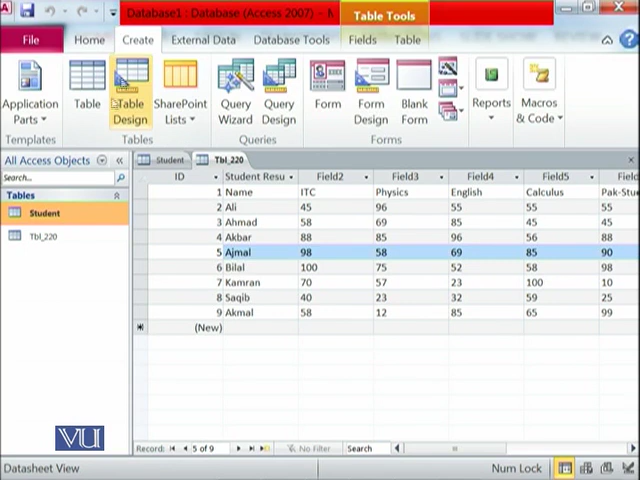 Database1 : Database (Access 2007) – M
Table Tools
File Home Create External Data Database Tools Fields Table
Application Parts
Table
Table Design
SharePoint Lists
Query Wizard
Query Design
Form
Form Design
Blank Form
Reports
Macros & Code
Templates Tables Queries Forms
All Access Objects
Search...
Tables
Student
Tbl_220
Student Tbl_220
ID Student Resu Field2 Field3 Field4 Field5 Field
1 Name ITC Physics English Calculus Pak-Stu
2 Ali 45 96 55 55 55
3 Ahmad 58 69 85 45 45
4 Akbar 88 85 96 56 88
5 Ajmal 98 58 69 85 90
6 Bilal 100 75 52 58 98
7 Kamran 70 57 23 100 10
8 Saqib 40 23 32 59 25
9 Akmal 58 12 85 65 99
(New)
VU
Record: 5 of 9 No Filter Search
Datasheet View Num Lock